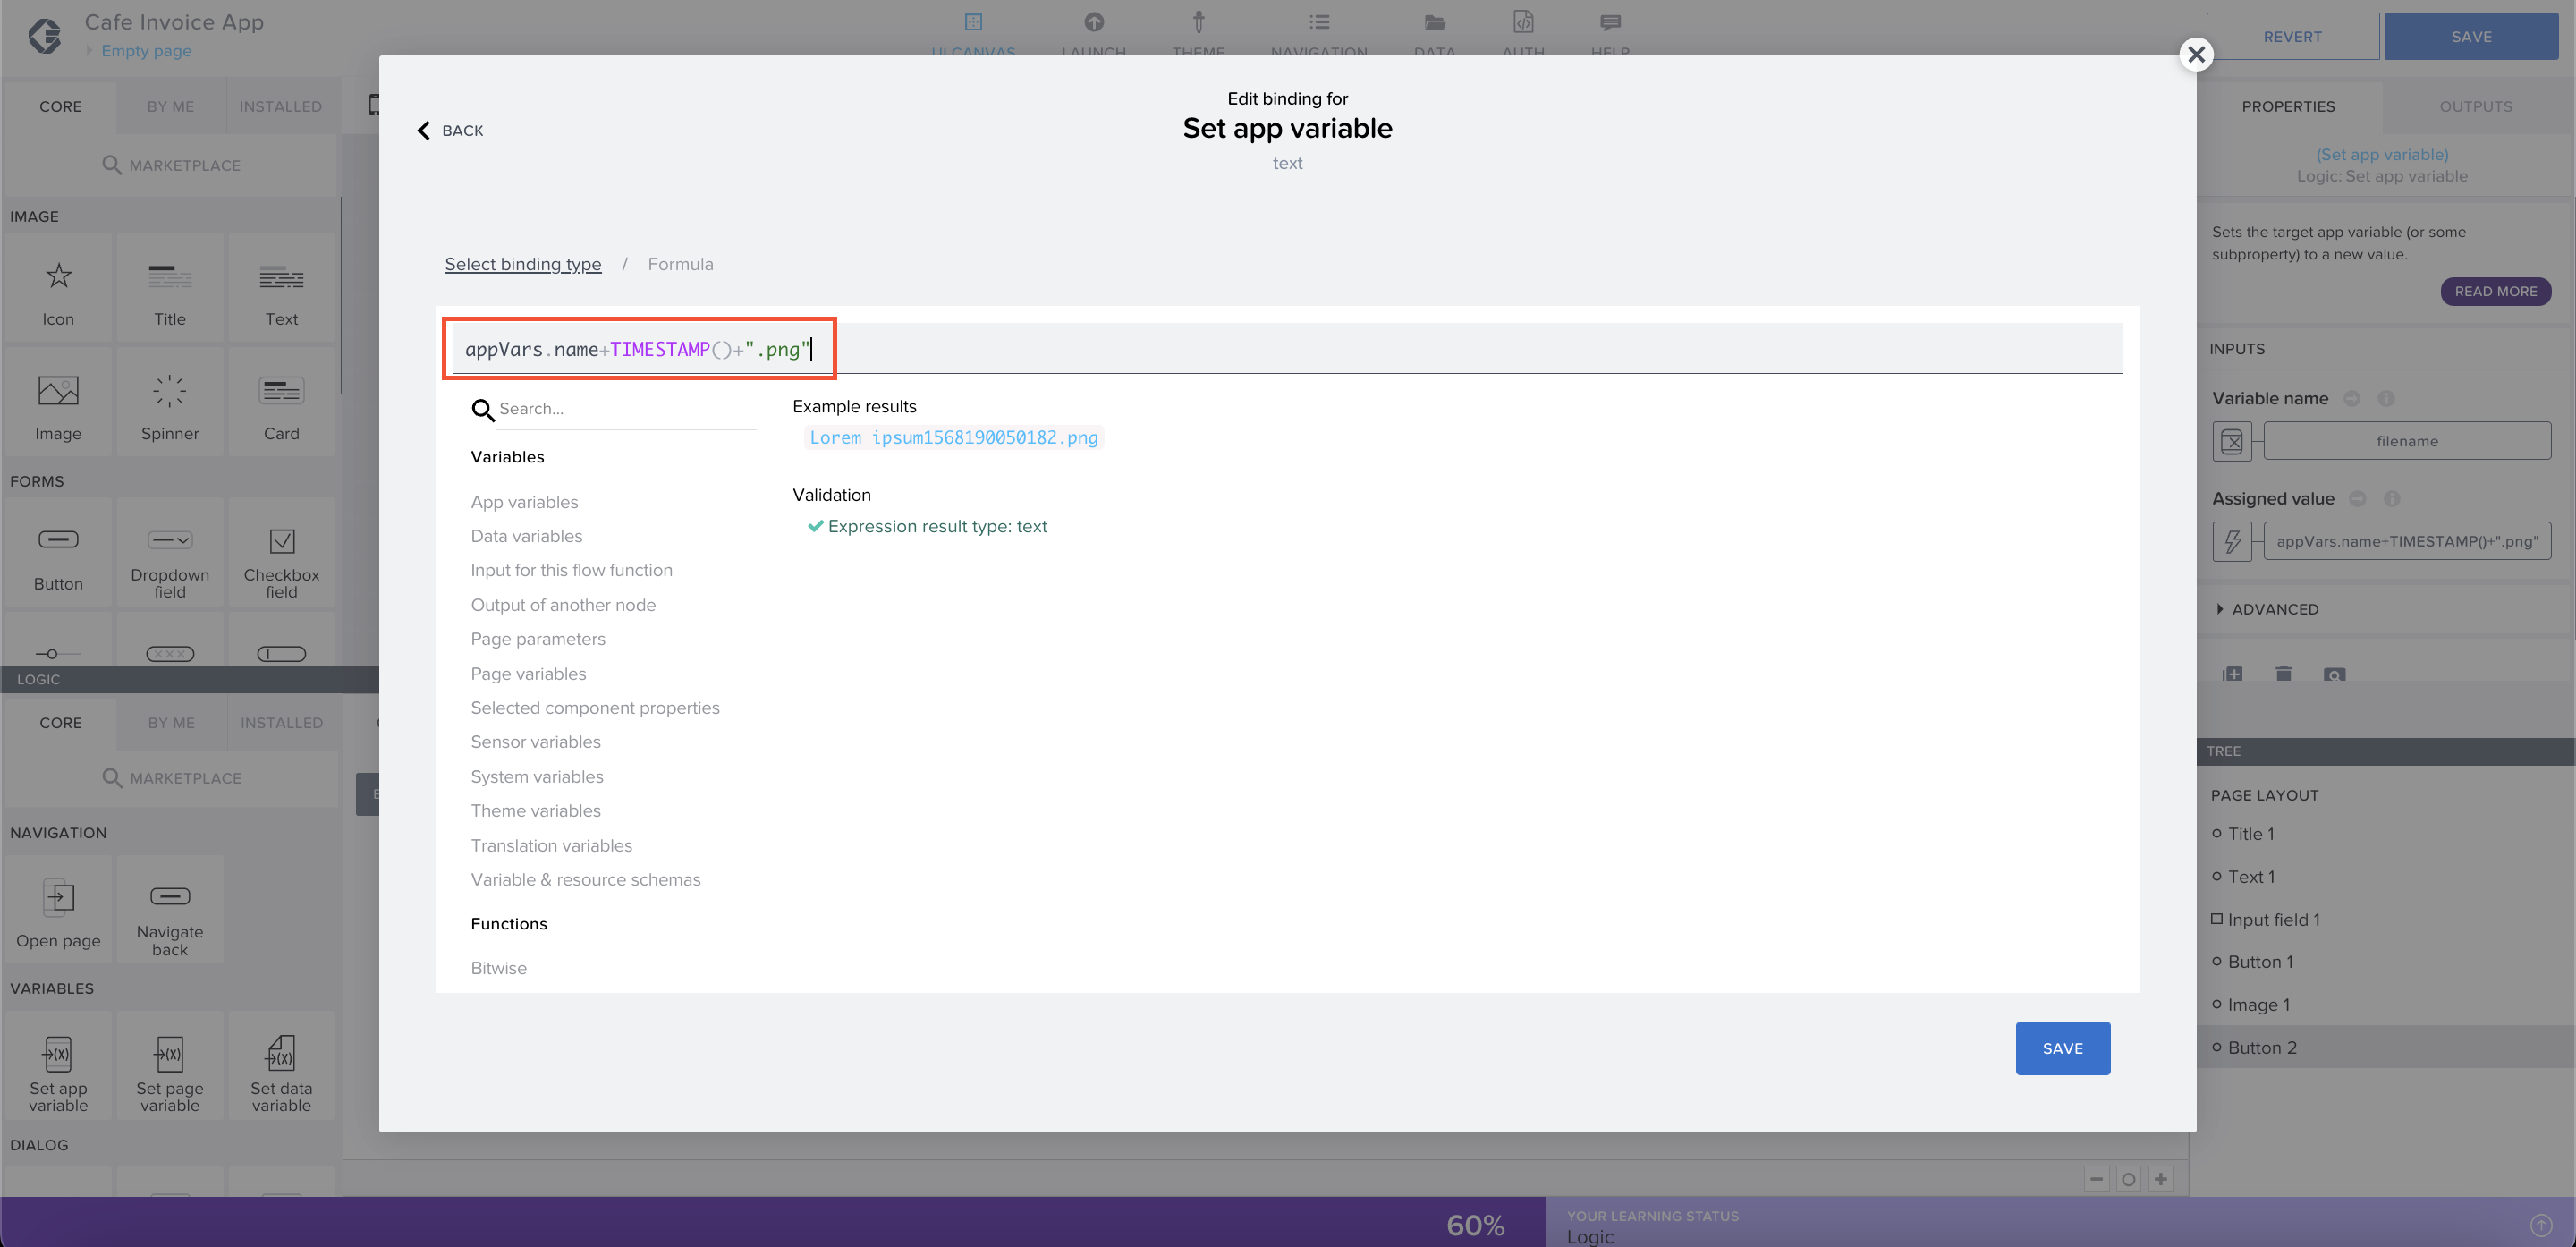 Cafe Invoice App
Empty page
UI CANVAS
LAUNCH
THEME
NAVIGATION
DATA
AUTH
HELP
REVERT
SAVE
CORE
BY ME
INSTALLED
MARKETPLACE
IMAGE
Icon
Title
Text
Image
Spinner
Card
FORMS
Button
Dropdown
field
Checkbox
field
LOGIC
CORE
BY ME
INSTALLED
MARKETPLACE
NAVIGATION
Open page
Navigate
back
VARIABLES
Set app
variable
Set page
variable
Set data
variable
DIALOG
BACK
Edit binding for
Set app variable
text
Select binding type / Formula
appVars.name+TIMESTAMP()+".png"
Search...
Variables
App variables
Data variables
Input for this flow function
Output of another node
Page parameters
Page variables
Selected component properties
Sensor variables
System variables
Theme variables
Translation variables
Variable & resource schemas
Functions
Bitwise
Example results
Lorem ipsum1568190050182.png
Validation
Expression result type: text
SAVE
PROPERTIES
OUTPUTS
(Set app variable)
Logic: Set app variable
Sets the target app variable (or some
subproperty) to a new value.
READ MORE
INPUTS
Variable name
filename
Assigned value
appVars.name+TIMESTAMP()+".png"
ADVANCED
TREE
PAGE LAYOUT
Title 1
Text 1
Input field 1
Button 1
Image 1
Button 2
60%
YOUR LEARNING STATUS
Logic